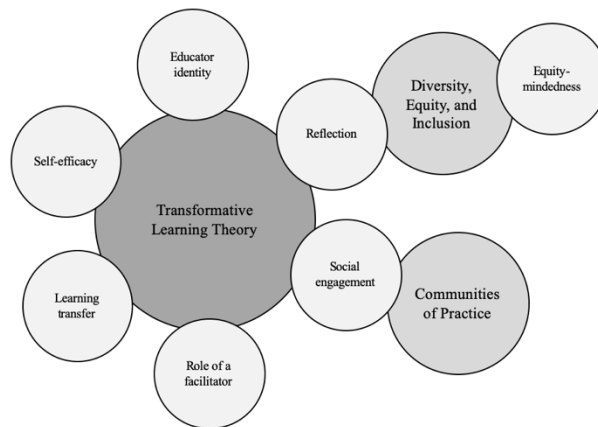 Educator
identity
Diversity,
Equity, and
Inclusion
Equity-
mindedness
Reflection
Self-efficacy
Transformative
Learning Theory
Social
engagement
Learning
transfer
Communities
of Practice
Role of a
facilitator